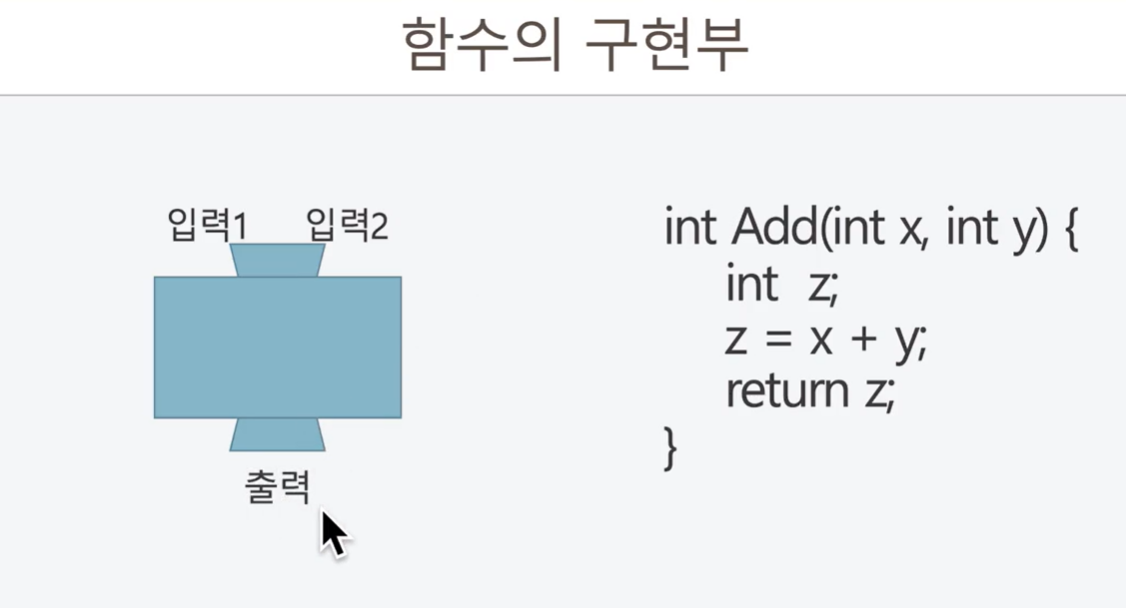 함수의 구현부
입력1 입력2
출력
int Add(int x, int y) {
int z;
z = x + y;
return z;
}